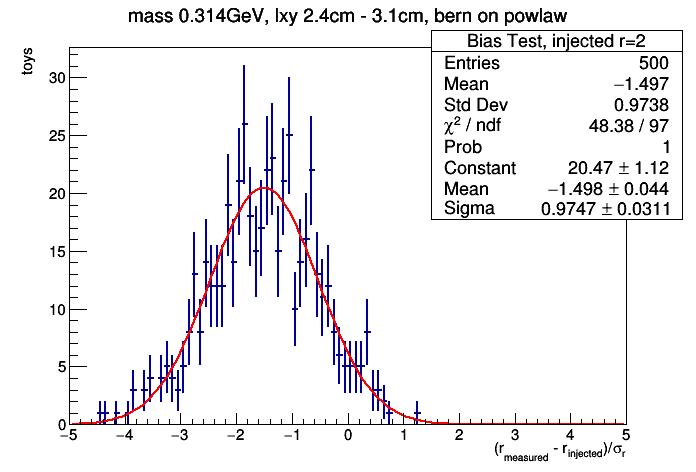 mass 0.314GeV, lxy 2.4cm - 3.1cm, bern on powlaw
Bias Test, injected r=2
Entries 500
Mean −1.497
Std Dev 0.9738
χ² / ndf 48.38 / 97
Prob 1
Constant 20.47 ± 1.12
Mean −1.498 ± 0.044
Sigma 0.9747 ± 0.0311
toys
30
25
20
15
10
5
0
−5 −4 −3 −2 −1 0 1 2 3 4 5
(r_measured - r_injected)/σ_r